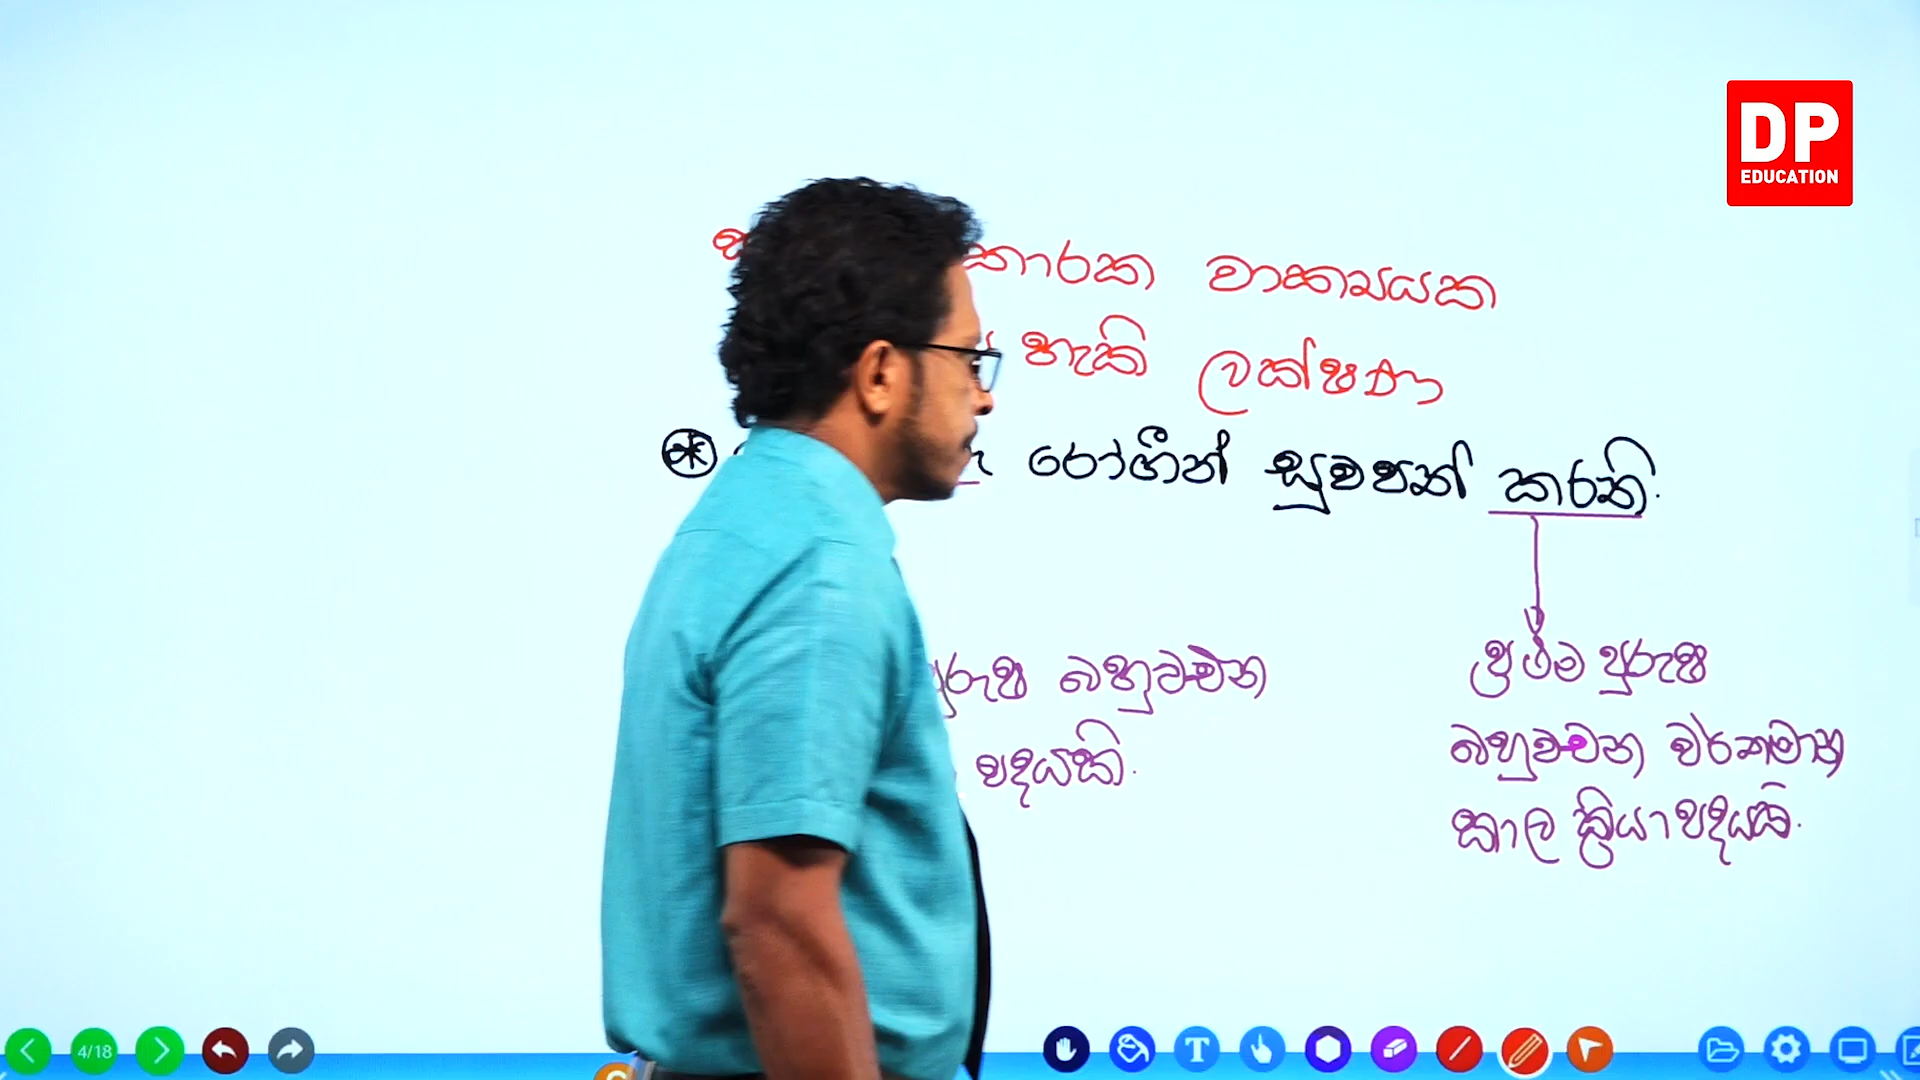 DP
EDUCATION
කාරක වාක්‍යයක
හැකි ලක්ෂණ
රෝගීන් සුවපත් කරති.
පුරුෂ බහුවචන
පදයකි.
ප්‍රථම පුරුෂ
බහුවචන වර්තමාන
කාල ක්‍රියා පදයකි.
4/18